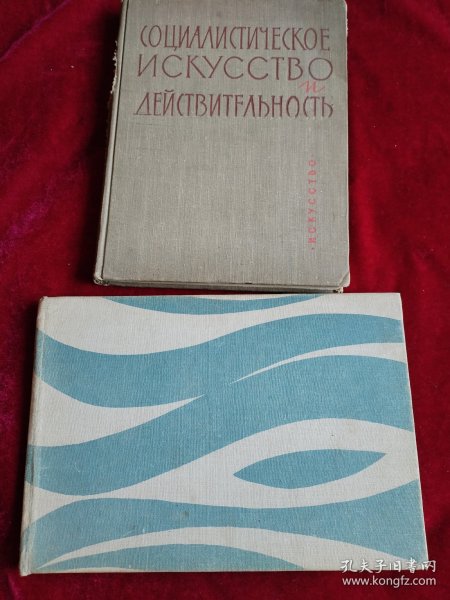 СОЦИАЛИСТИЧЕСКОЕ
ИСКУССТВО
и
ДЕЙСТВИТЕЛЬНОСТЬ
·ИСКУССТВО·
孔夫子旧书网
www.kongfz.com